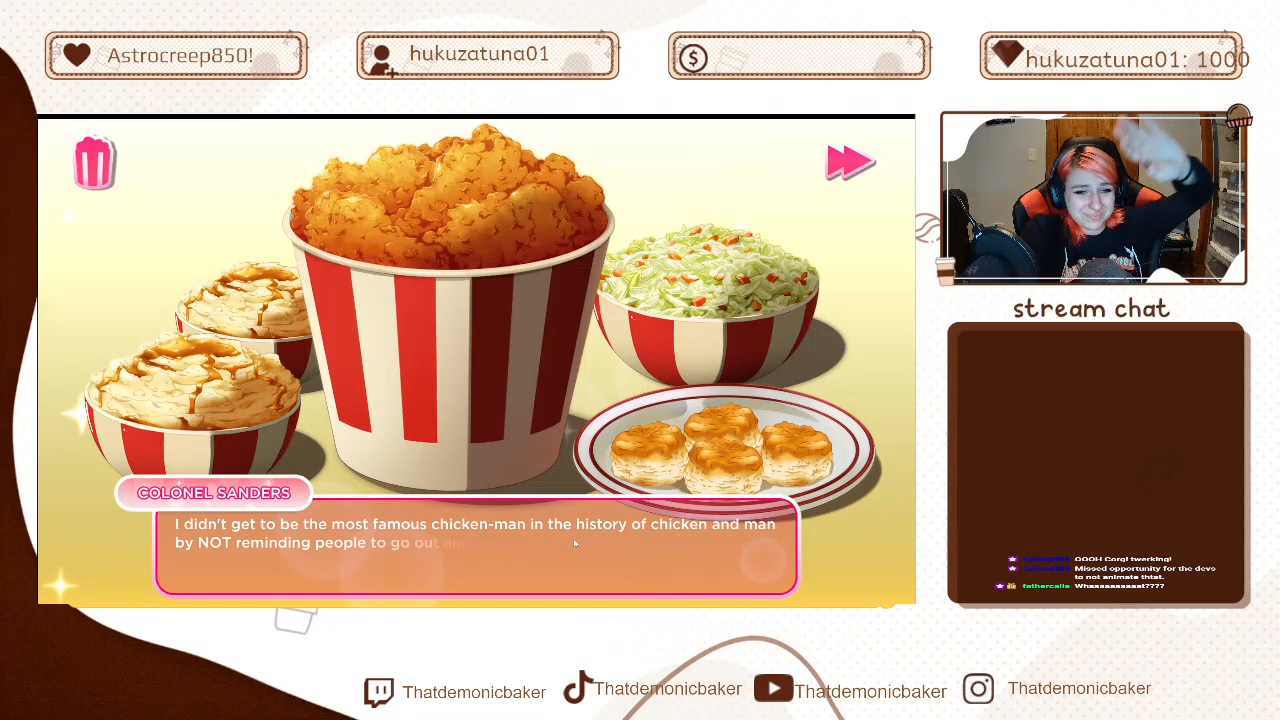 Astrocreep850!
hukuzatuna01
hukuzatuna01: 1000
COLONEL SANDERS
I didn't get to be the most famous chicken-man in the history of chicken and man
by NOT reminding people to go out an
stream chat
OOOH Corgi twerking!
Missed opportunity for the devs
to not animate thtat.
fathercalls Whaaaaaaaaat????
Thatdemonicbaker
Thatdemonicbaker
Thatdemonicbaker
Thatdemonicbaker